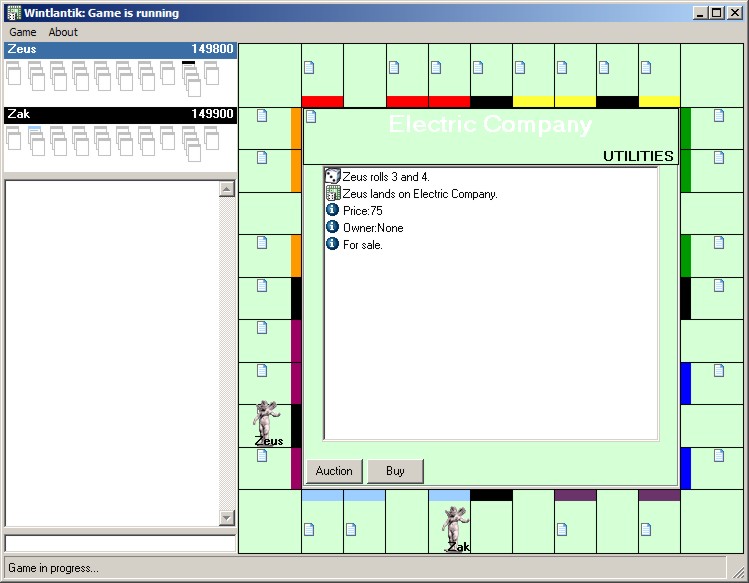 Wintlantik: Game is running
Game About
Zeus 149800
Zak 149900
Electric Company
UTILITIES
Zeus rolls 3 and 4.
Zeus lands on Electric Company.
Price:75
Owner:None
For sale.
Zeus
Auction Buy
Zak
Game in progress...